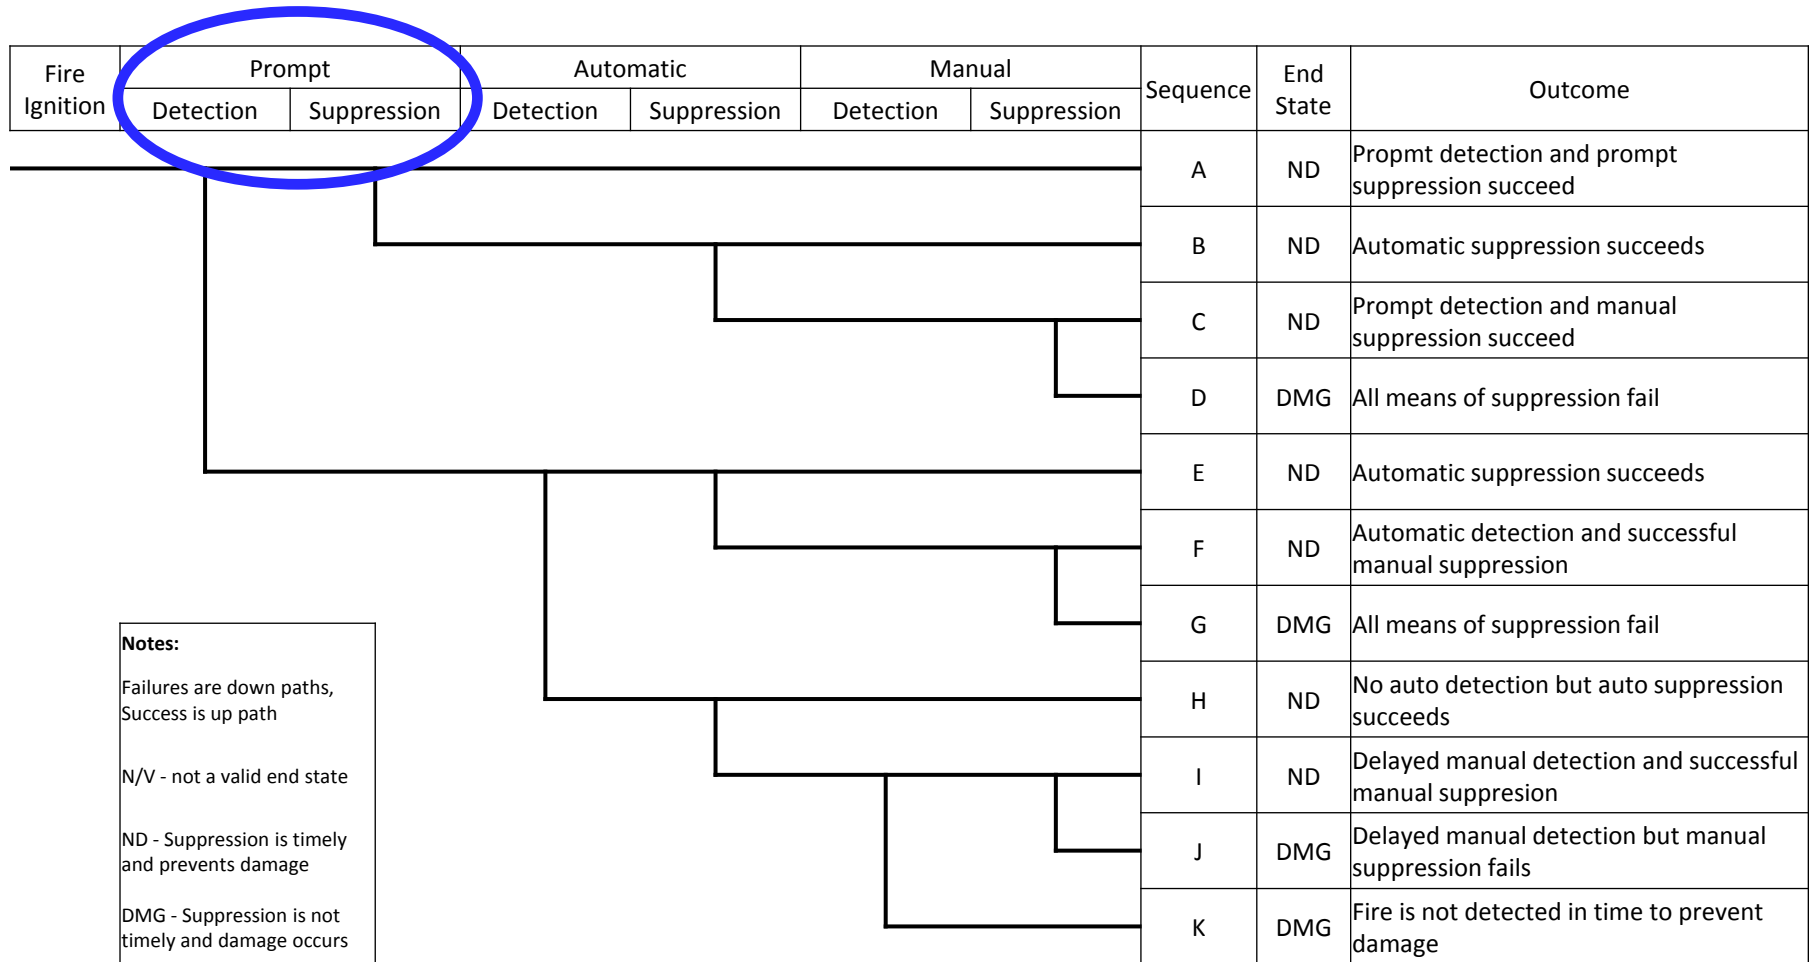 Fire
Ignition
Prompt
Automatic
Manual
Detection
Suppression
Detection
Suppression
Detection
Suppression
Sequence
End
State
Outcome
A
ND
Propmt detection and prompt
suppression succeed
B
ND
Automatic suppression succeeds
C
ND
Prompt detection and manual
suppression succeed
D
DMG
All means of suppression fail
E
ND
Automatic suppression succeeds
F
ND
Automatic detection and successful
manual suppression
G
DMG
All means of suppression fail
H
ND
No auto detection but auto suppression
succeeds
I
ND
Delayed manual detection and successful
manual suppresion
J
DMG
Delayed manual detection but manual
suppression fails
K
DMG
Fire is not detected in time to prevent
damage
Notes:
Failures are down paths,
Success is up path
N/V - not a valid end state
ND - Suppression is timely
and prevents damage
DMG - Suppression is not
timely and damage occurs